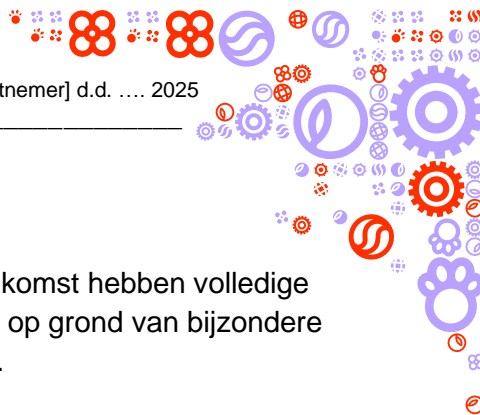 tnemer] d.d. …. 2025
komst hebben volledige
op grond van bijzondere
.